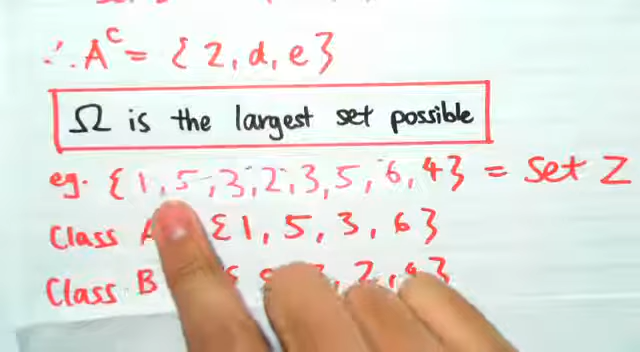 ∴ A^c = {2, d, e}
Ω is the largest set possible
eg. {1, 5, 3, 2, 3, 5, 6, 4} = Set Z
Class A {1, 5, 3, 6}
Class B 2,